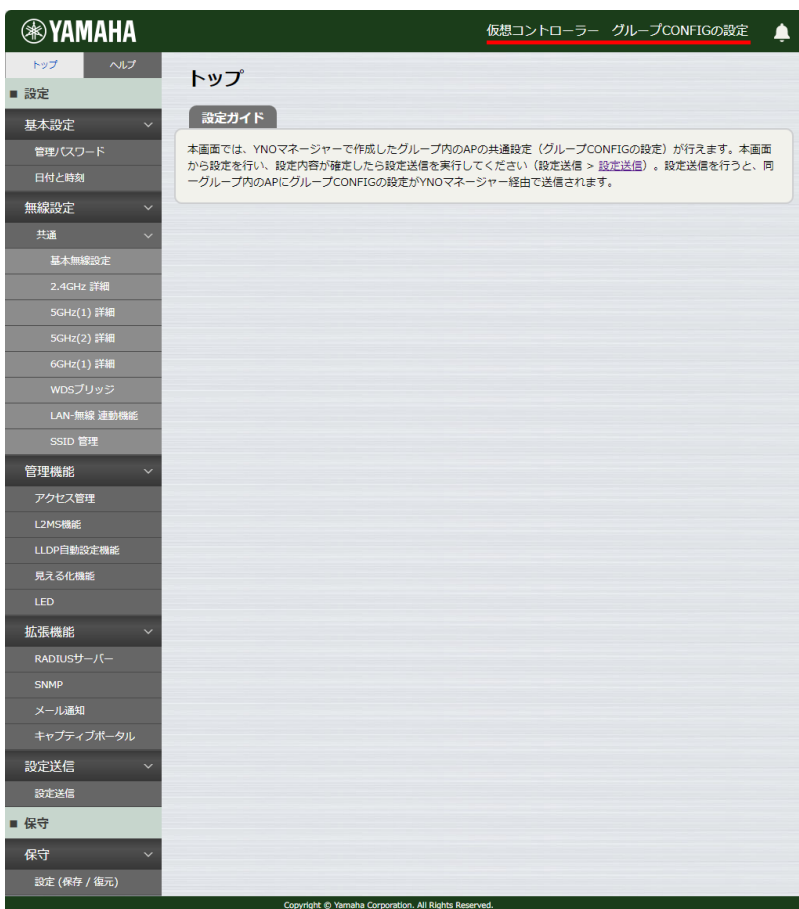 YAMAHA
仮想コントローラー グループCONFIGの設定
トップ ヘルプ
■ 設定
基本設定
管理パスワード
日付と時刻
無線設定
共通
基本無線設定
2.4GHz 詳細
5GHz(1) 詳細
5GHz(2) 詳細
6GHz(1) 詳細
WDSブリッジ
LAN-無線 連動機能
SSID 管理
管理機能
アクセス管理
L2MS機能
LLDP自動設定機能
見える化機能
LED
拡張機能
RADIUSサーバー
SNMP
メール通知
キャプティブポータル
設定送信
設定送信
■ 保守
保守
設定 (保存 / 復元)
トップ
設定ガイド
本画面では、YNOマネージャーで作成したグループ内のAPの共通設定（グループCONFIGの設定）が行えます。本画面
から設定を行い、設定内容が確定したら設定送信を実行してください（設定送信 > 設定送信）。設定送信を行うと、同
一グループ内のAPにグループCONFIGの設定がYNOマネージャー経由で送信されます。
Copyright © Yamaha Corporation. All Rights Reserved.